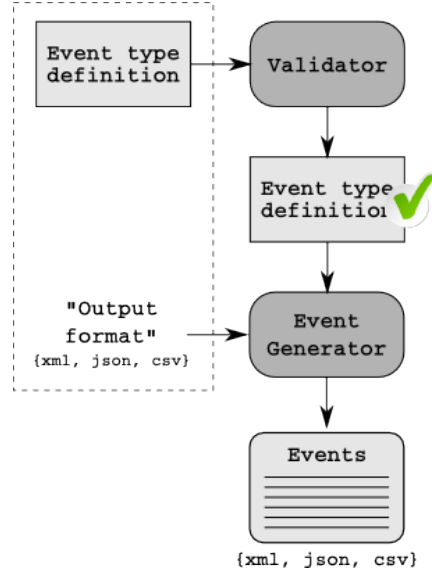 Event type
definition
Validator
Event type
definition
"Output
format"
{xml, json, csv}
Event
Generator
Events
{xml, json, csv}